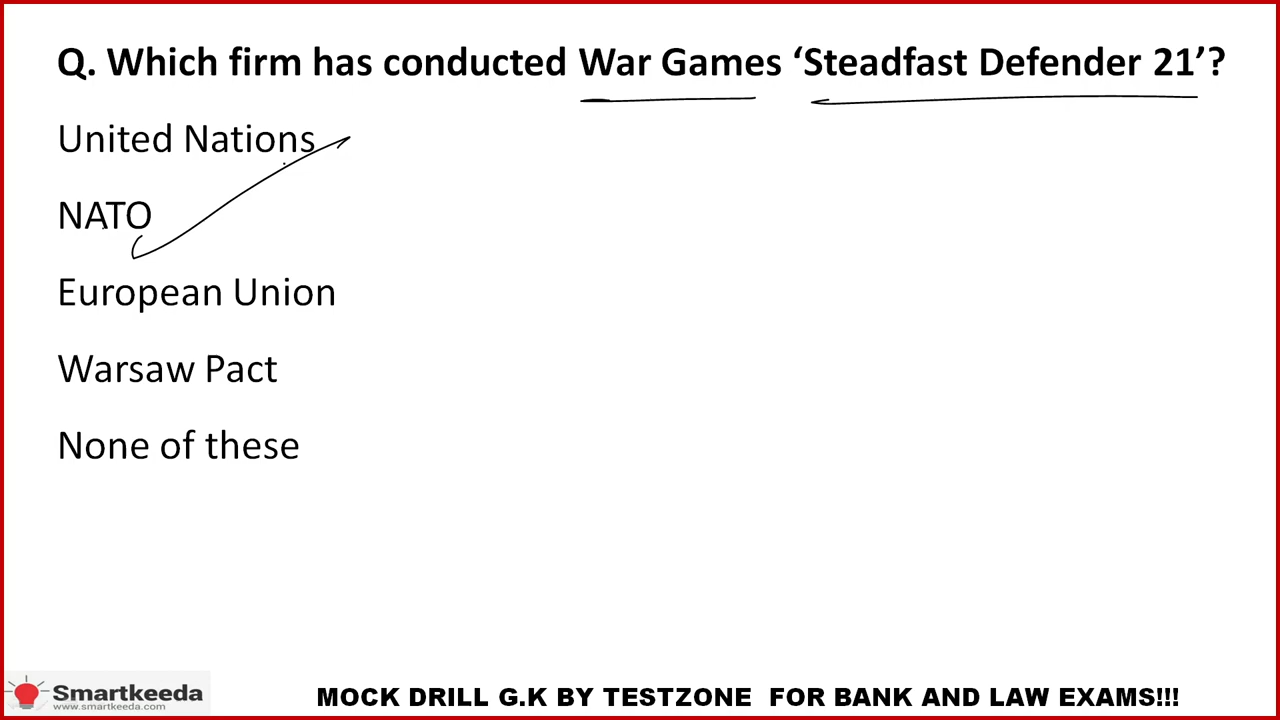 Q. Which firm has conducted War Games ‘Steadfast Defender 21’?
United Nations
NATO
European Union
Warsaw Pact
None of these
Smartkeeda
www.smartkeeda.com
MOCK DRILL G.K BY TESTZONE FOR BANK AND LAW EXAMS!!!